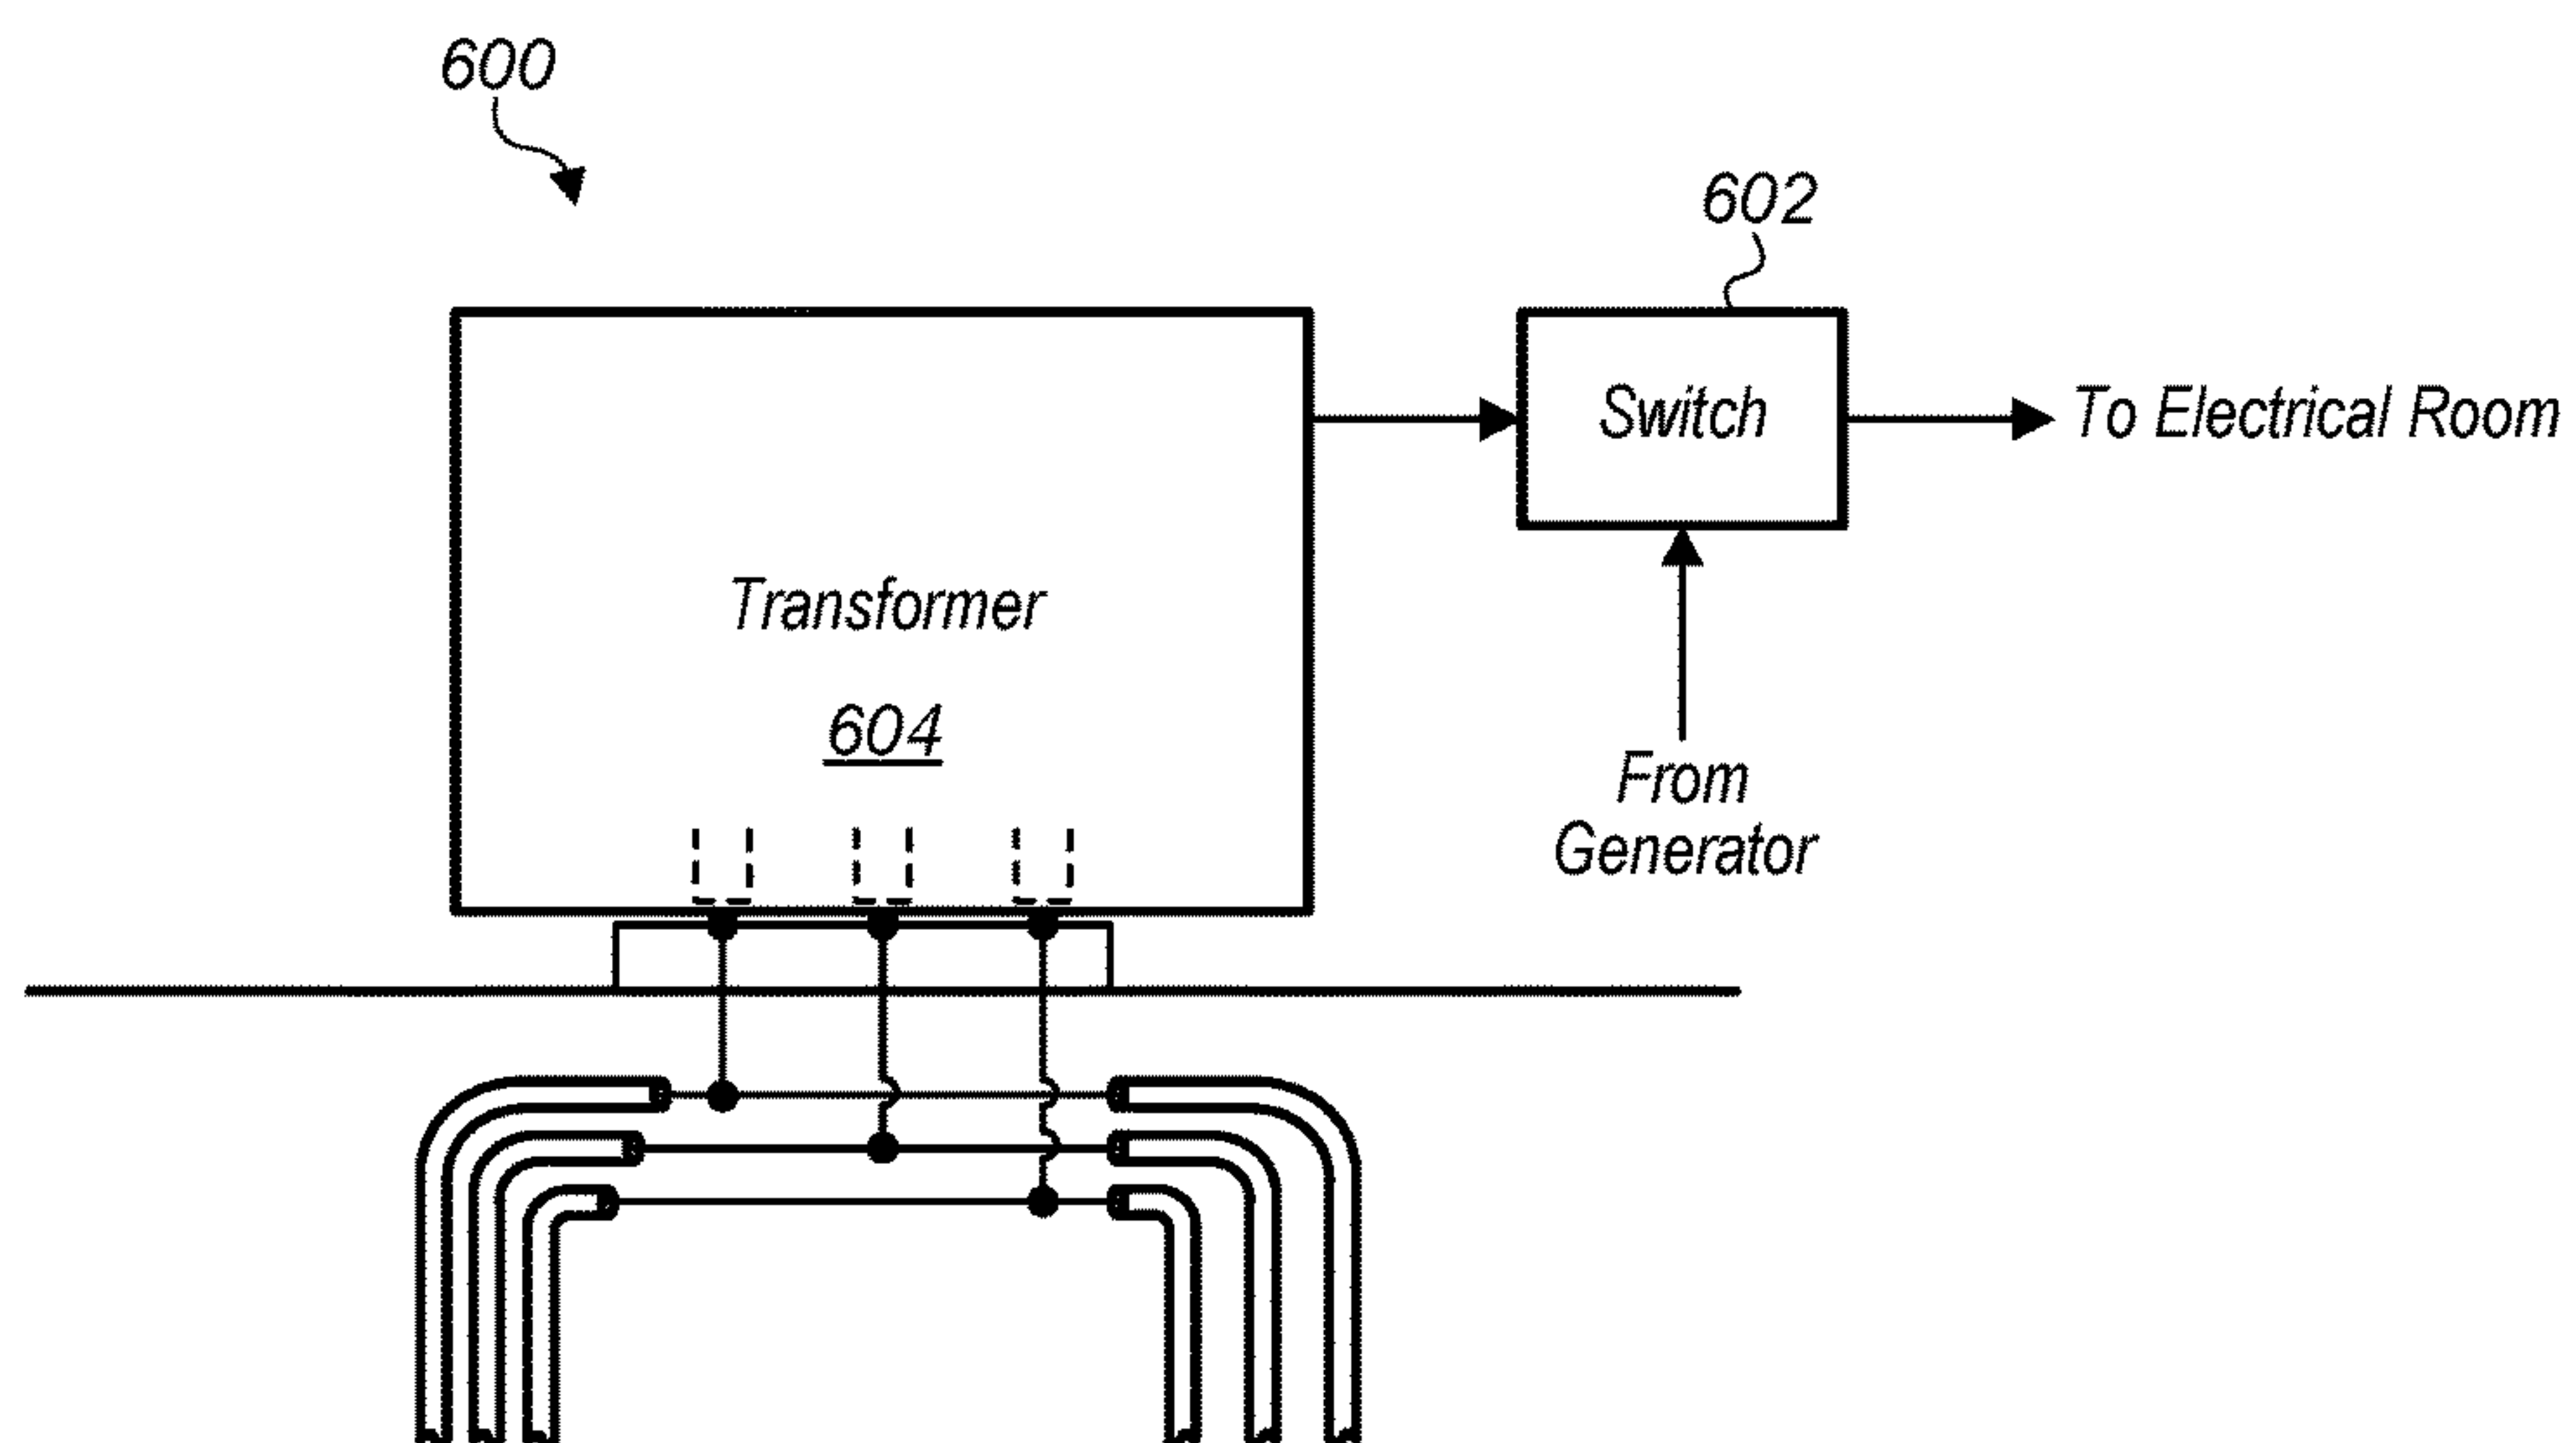 600
602
Switch
To Electrical Room
Transformer
604
From
Generator